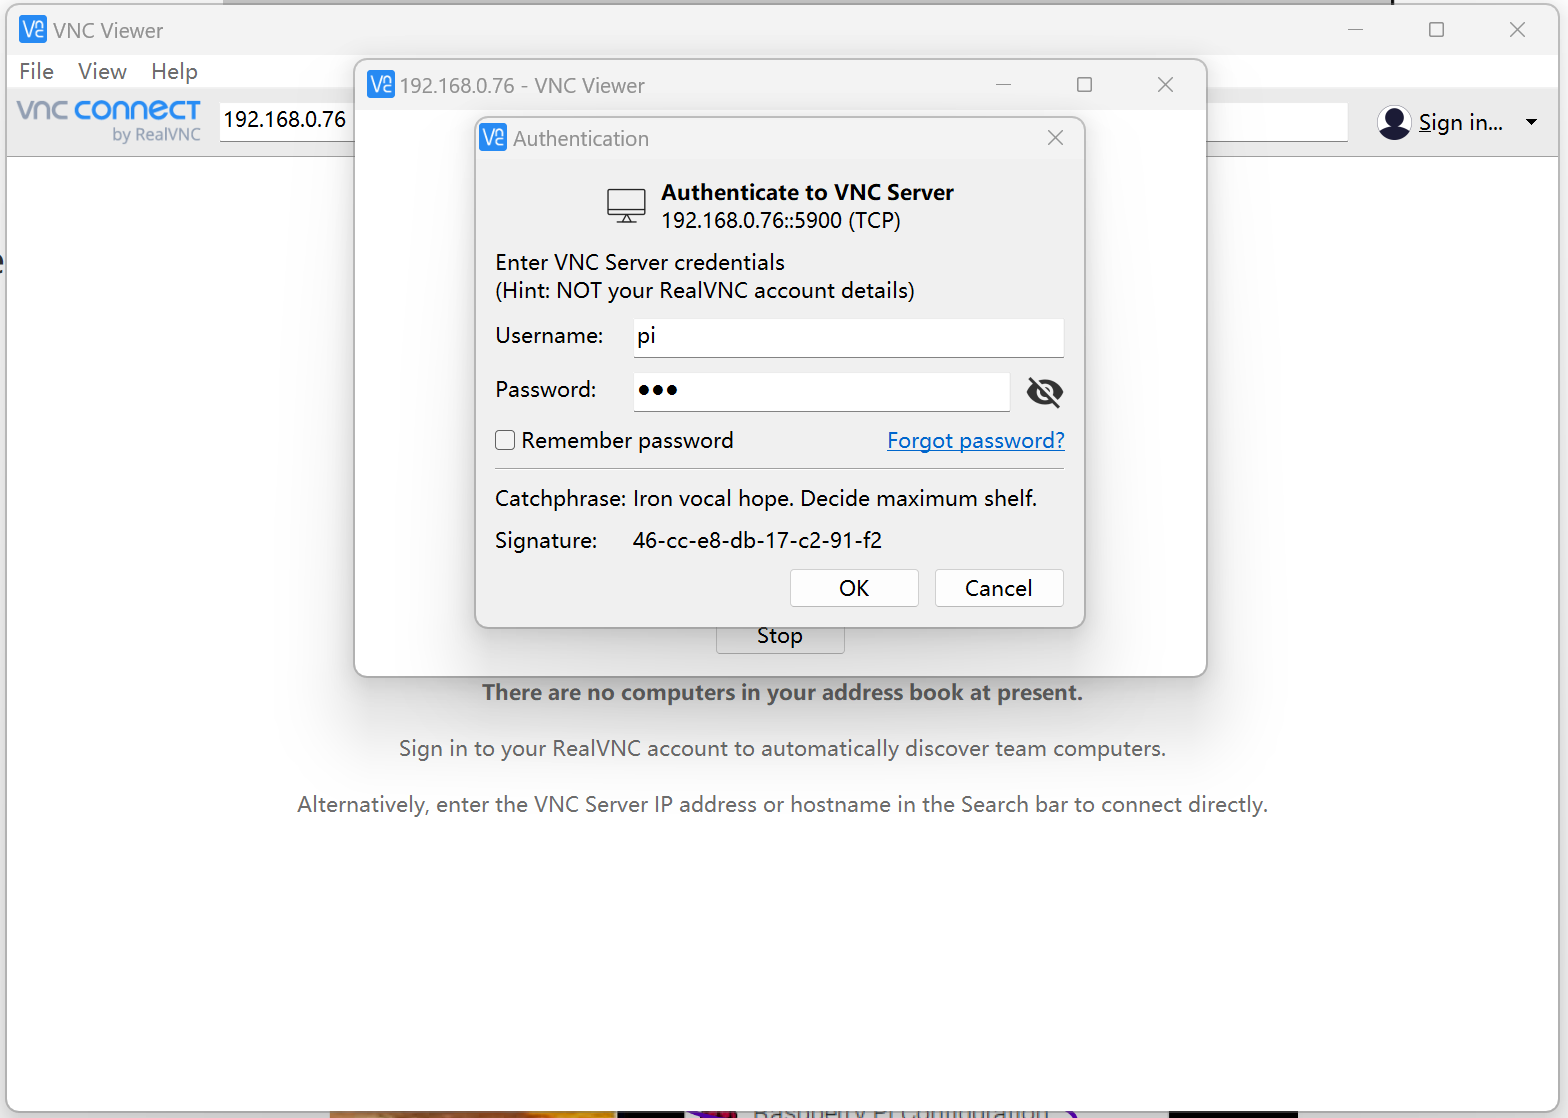 VNC Viewer
File View Help
vnc connect
by RealVNC
192.168.0.76
Sign in...
192.168.0.76 - VNC Viewer
Authentication
Authenticate to VNC Server
192.168.0.76::5900 (TCP)
Enter VNC Server credentials
(Hint: NOT your RealVNC account details)
Username: pi
Password: ●●●
Remember password Forgot password?
Catchphrase: Iron vocal hope. Decide maximum shelf.
Signature: 46-cc-e8-db-17-c2-91-f2
OK Cancel
Stop
There are no computers in your address book at present.
Sign in to your RealVNC account to automatically discover team computers.
Alternatively, enter the VNC Server IP address or hostname in the Search bar to connect directly.
Raspberry Pi Configuration